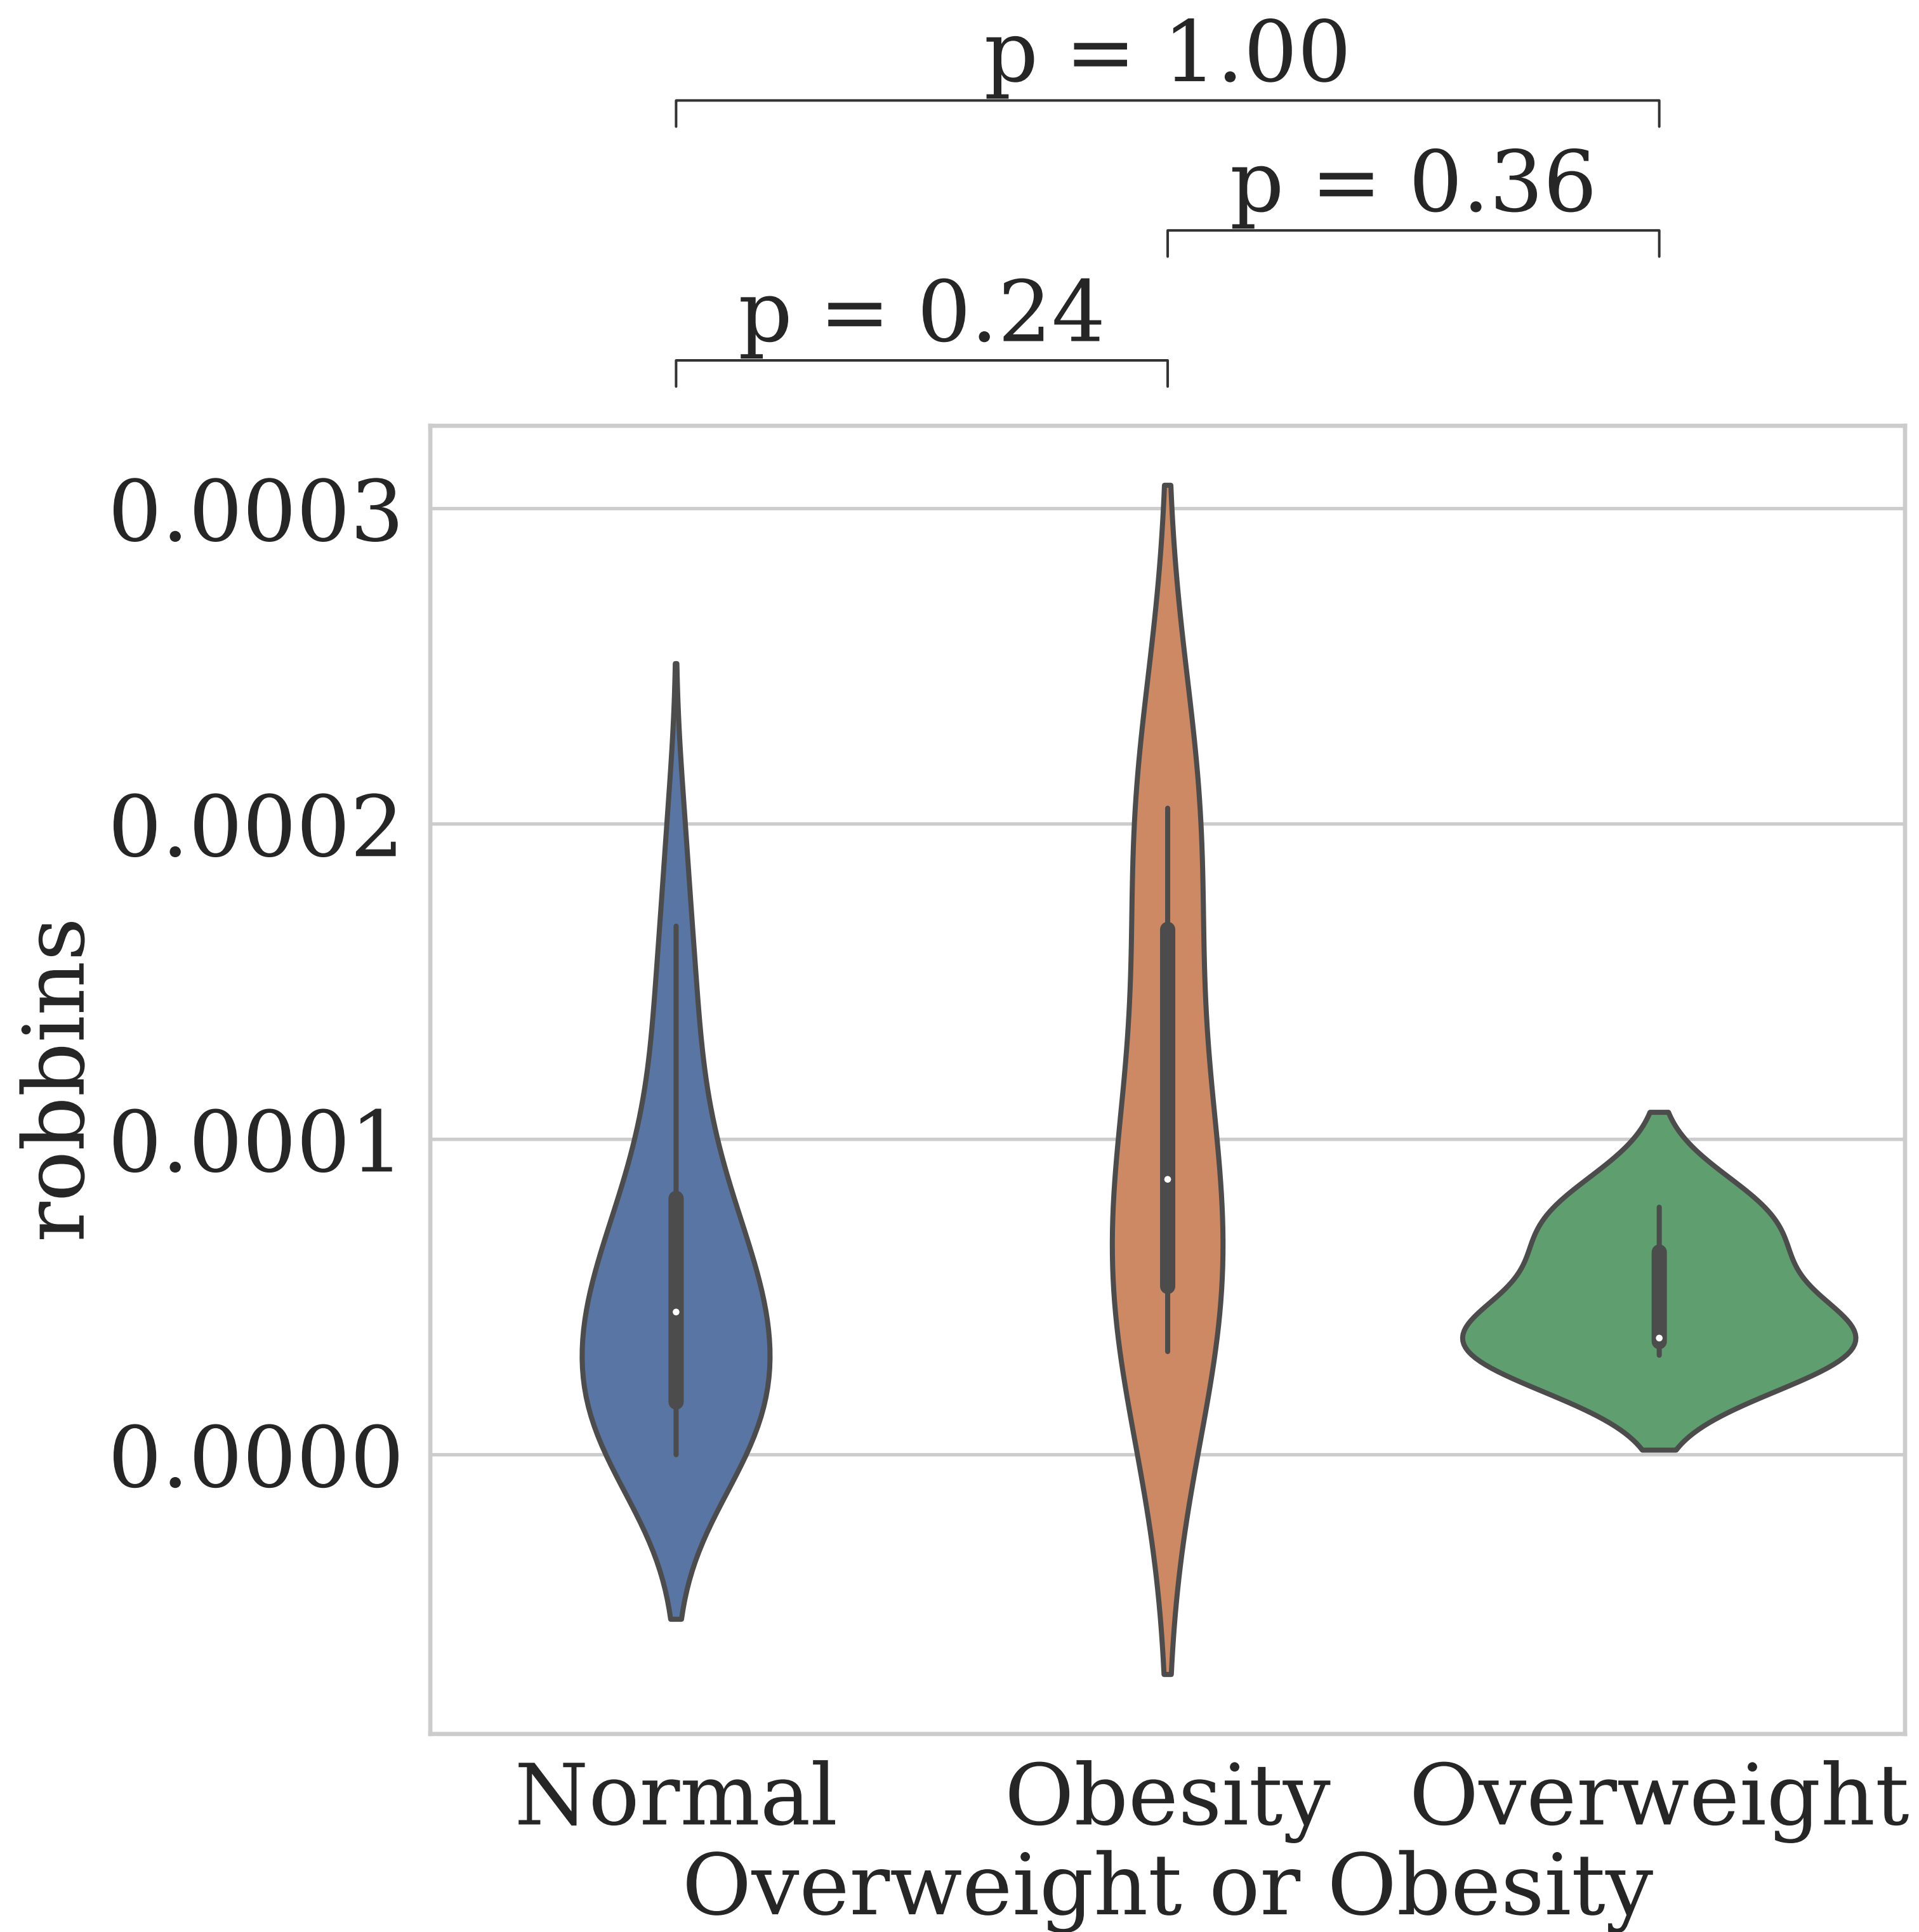 p = 1.00
p = 0.36
p = 0.24
0.0003
0.0002
0.0001
0.0000
robbins
Normal Obesity Overweight
Overweight or Obesity